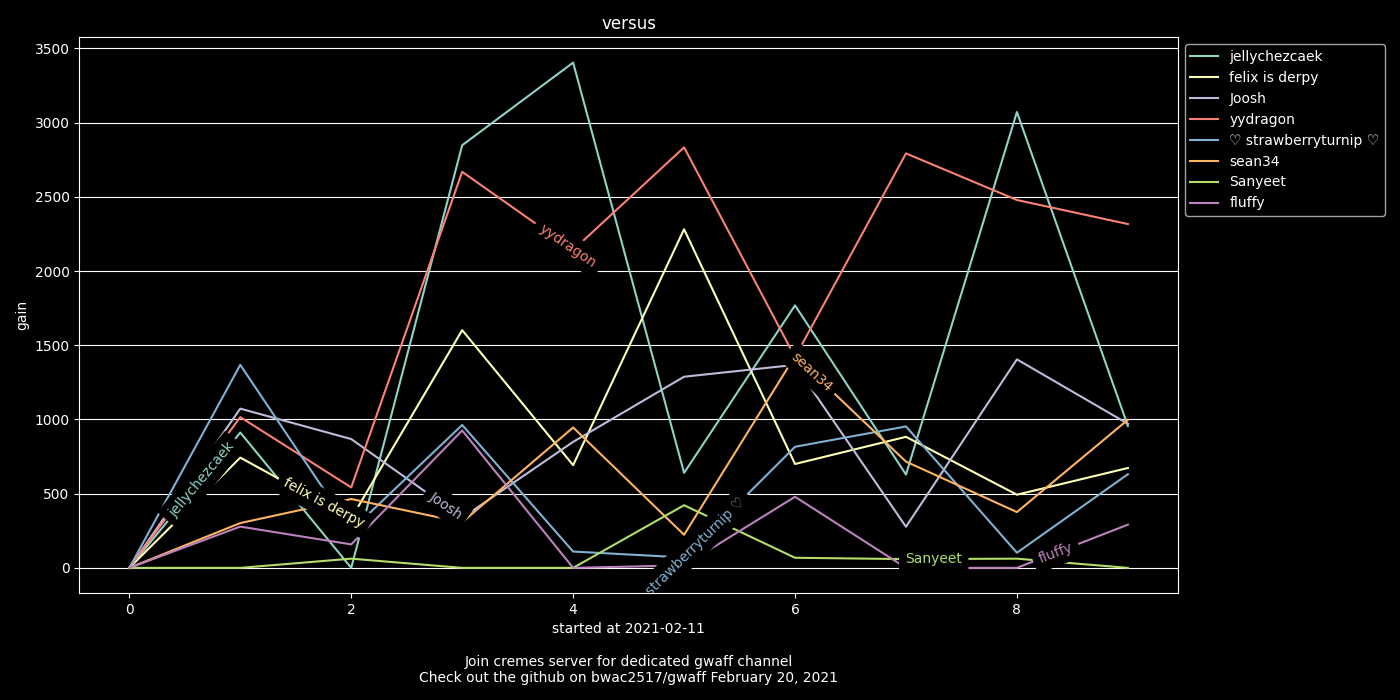 versus
3500
3000
2500
2000
1500
1000
500
0
gain
jellychezcaek
felix is derpy
Joosh
yydragon
strawberryturnip ♡
sean34
Sanyeet
fluffy
0
2
4
6
8
started at 2021-02-11
Join cremes server for dedicated gwaff channel
Check out the github on bwac2517/gwaff February 20, 2021
jellychezcaek
felix is derpy
Joosh
yydragon
♡ strawberryturnip ♡
sean34
Sanyeet
fluffy